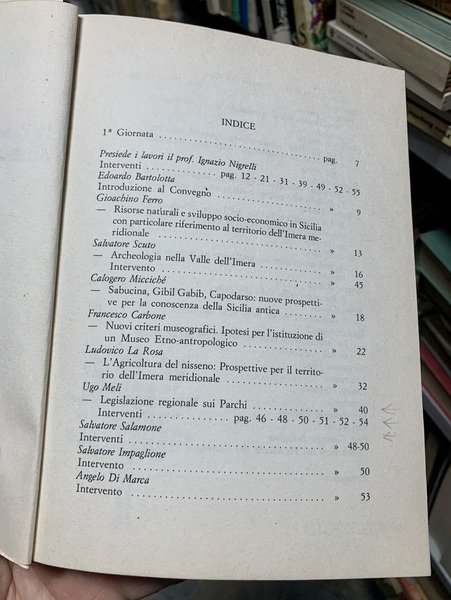 INDICE
1ª Giornata . . . . . . . . . . . . . . . . . . . . . . . . pag. 7
Presiede i lavori il prof. Ignazio Nigrelli
Interventi . . . . . . . . . . . . . pag. 12 - 21 - 31 - 39 - 49 - 52 - 55
Edoardo Bartolotta
Introduzione al Convegno . . . . . . . . . . . . . . . » 9
Gioachino Ferro
— Risorse naturali e sviluppo socio-economico in Sicilia
con particolare riferimento al territorio dell'Imera me-
ridionale . . . . . . . . . . . . . . . . . . . . . . . . » 13
Salvatore Scuto
— Archeologia nella Valle dell'Imera . . . . . . . . . » 16
Intervento . . . . . . . . . . . . . . . . . . . . . . . » 45
Calogero Micciché
— Sabucina, Gibil Gabib, Capodarso: nuove prospetti-
ve per la conoscenza della Sicilia antica . . . . . . . » 18
Francesco Carbone
— Nuovi criteri museografici. Ipotesi per l'istituzione di
un Museo Etno-antropologico . . . . . . . . . . . . » 22
Ludovico La Rosa
— L'Agricoltura del nisseno: Prospettive per il territo-
rio dell'Imera meridionale . . . . . . . . . . . . . . » 32
Ugo Meli
— Legislazione regionale sui Parchi . . . . . . . . . . » 40
Interventi . . . . . . . . . . . . pag. 46 - 48 - 50 - 51 - 52 - 54
Salvatore Salamone
Interventi . . . . . . . . . . . . . . . . . . . . . . . . » 48-50
Salvatore Impaglione
Intervento . . . . . . . . . . . . . . . . . . . . . . . . » 50
Angelo Di Marca
Intervento . . . . . . . . . . . . . . . . . . . . . . . . » 53